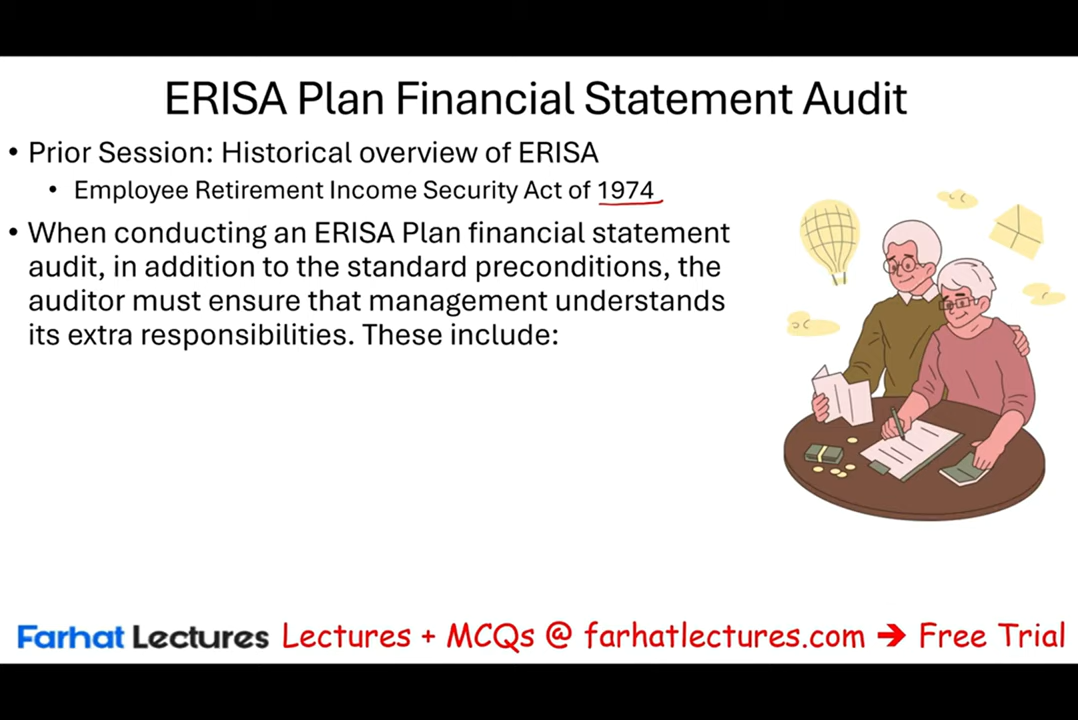 ERISA Plan Financial Statement Audit
• Prior Session: Historical overview of ERISA
• Employee Retirement Income Security Act of 1974
• When conducting an ERISA Plan financial statement
audit, in addition to the standard preconditions, the
auditor must ensure that management understands
its extra responsibilities. These include:
Farhat Lectures Lectures + MCQs @ farhatlectures.com → Free Trial